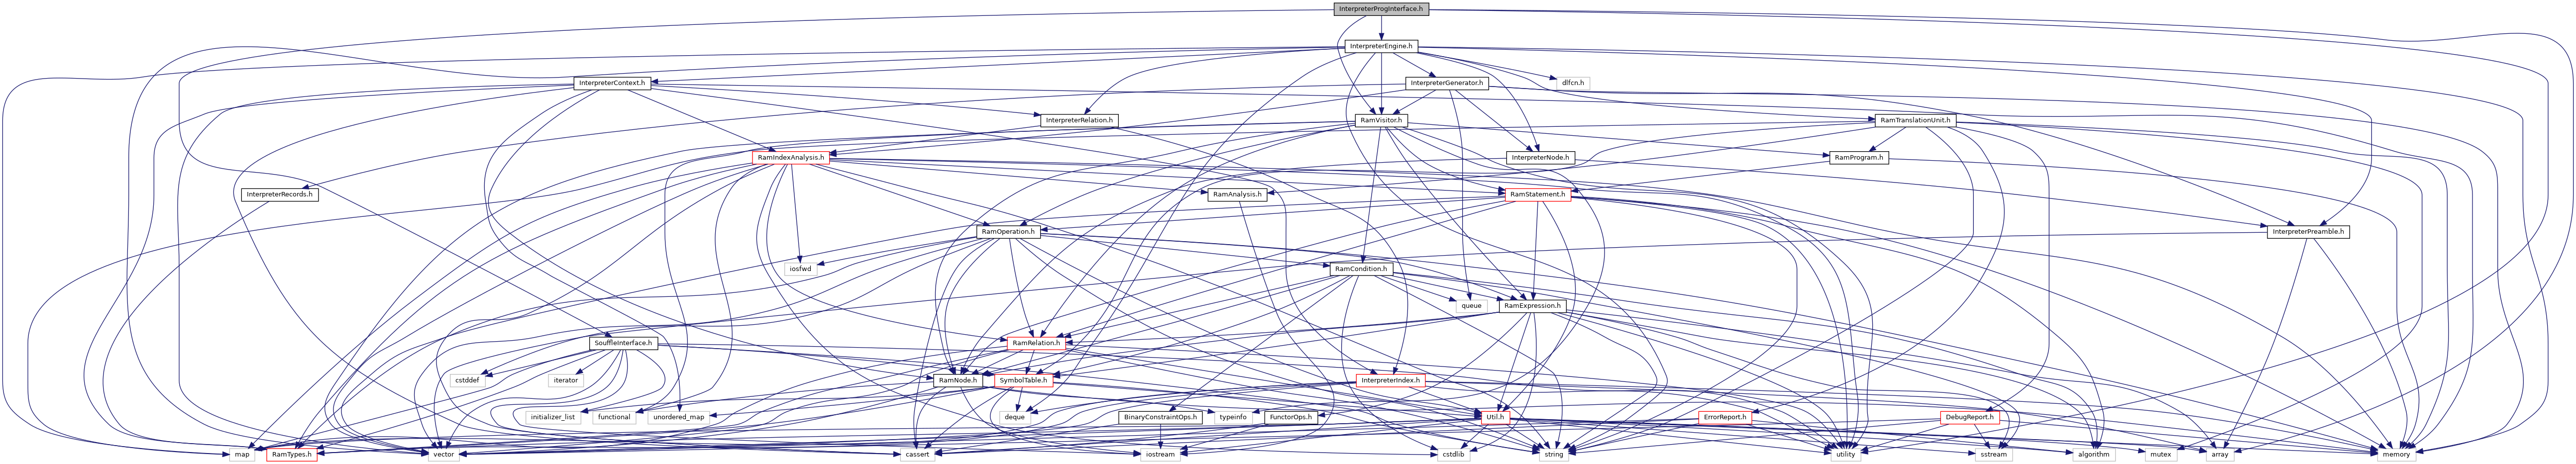 InterpreterProgInterface.h
InterpreterEngine.h
InterpreterContext.h
InterpreterGenerator.h
dlfcn.h
InterpreterRelation.h
RamVisitor.h
RamTranslationUnit.h
RamIndexAnalysis.h
InterpreterNode.h
RamProgram.h
InterpreterRecords.h
RamAnalysis.h
RamStatement.h
RamOperation.h
InterpreterPreamble.h
iosfwd
RamCondition.h
queue
RamExpression.h
SouffleInterface.h
RamRelation.h
cstddef
iterator
RamNode.h
SymbolTable.h
InterpreterIndex.h
initializer_list
functional
unordered_map
deque
BinaryConstraintOps.h
typeinfo
FunctorOps.h
Util.h
ErrorReport.h
DebugReport.h
map
RamTypes.h
vector
cassert
iostream
cstdlib
string
utility
sstream
algorithm
mutex
array
memory